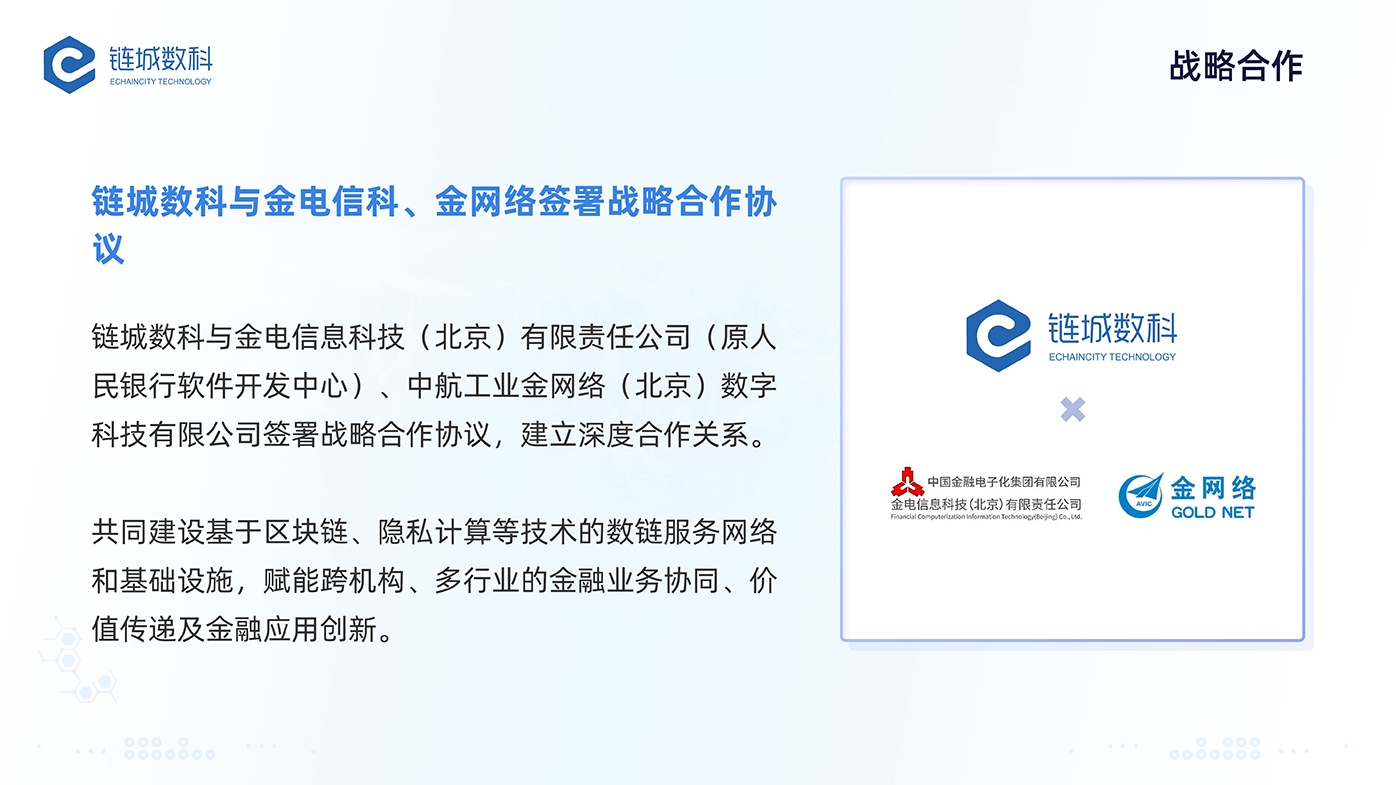 链城数科
ECHAINCITY TECHNOLOGY
战略合作
链城数科与金电信科、金网络签署战略合作协
议
链城数科与金电信息科技（北京）有限责任公司（原人
民银行软件开发中心）、中航工业金网络（北京）数字
科技有限公司签署战略合作协议，建立深度合作关系。
共同建设基于区块链、隐私计算等技术的数链服务网络
和基础设施，赋能跨机构、多行业的金融业务协同、价
值传递及金融应用创新。
链城数科
ECHAINCITY TECHNOLOGY
中国金融电子化集团有限公司
金电信息科技(北京)有限责任公司
Financial Computerization Information Technology(Beijing) Co., Ltd.
AVIC
金网络
GOLD NET